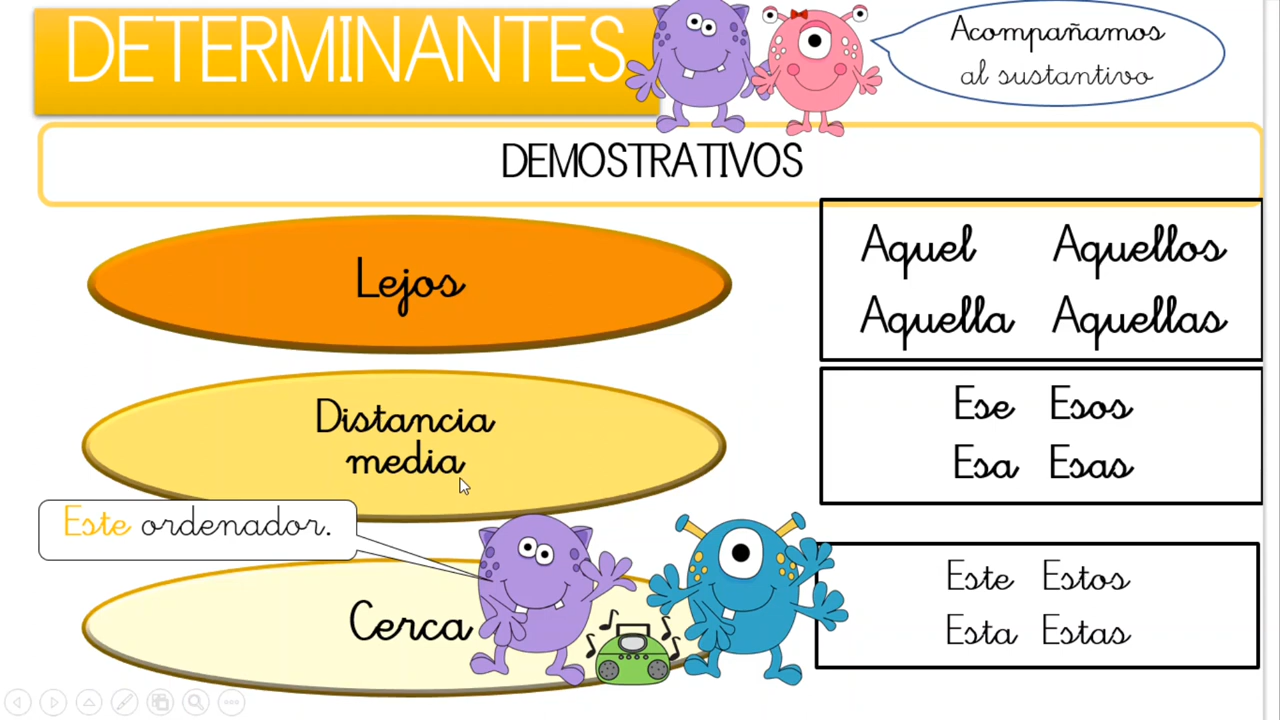 DETERMINANTES
Acompañamos
al sustantivo
DEMOSTRATIVOS
Lejos
Aquel Aquellos
Aquella Aquellas
Distancia
media
Ese Esos
Esa Esas
Este ordenador.
Cerca
Este Estos
Esta Estas